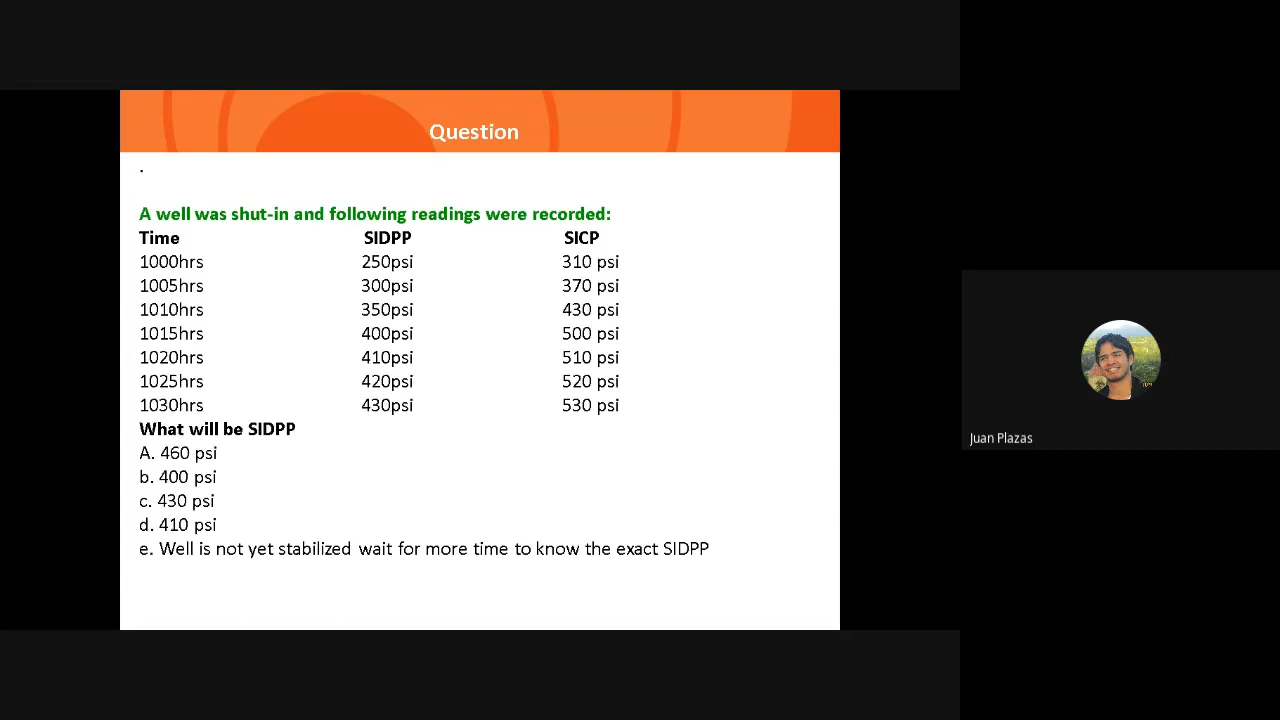 Question
.
A well was shut-in and following readings were recorded:
Time SIDPP SICP
1000hrs 250psi 310 psi
1005hrs 300psi 370 psi
1010hrs 350psi 430 psi
1015hrs 400psi 500 psi
1020hrs 410psi 510 psi
1025hrs 420psi 520 psi
1030hrs 430psi 530 psi
What will be SIDPP
A. 460 psi
b. 400 psi
c. 430 psi
d. 410 psi
e. Well is not yet stabilized wait for more time to know the exact SIDPP
Juan Plazas